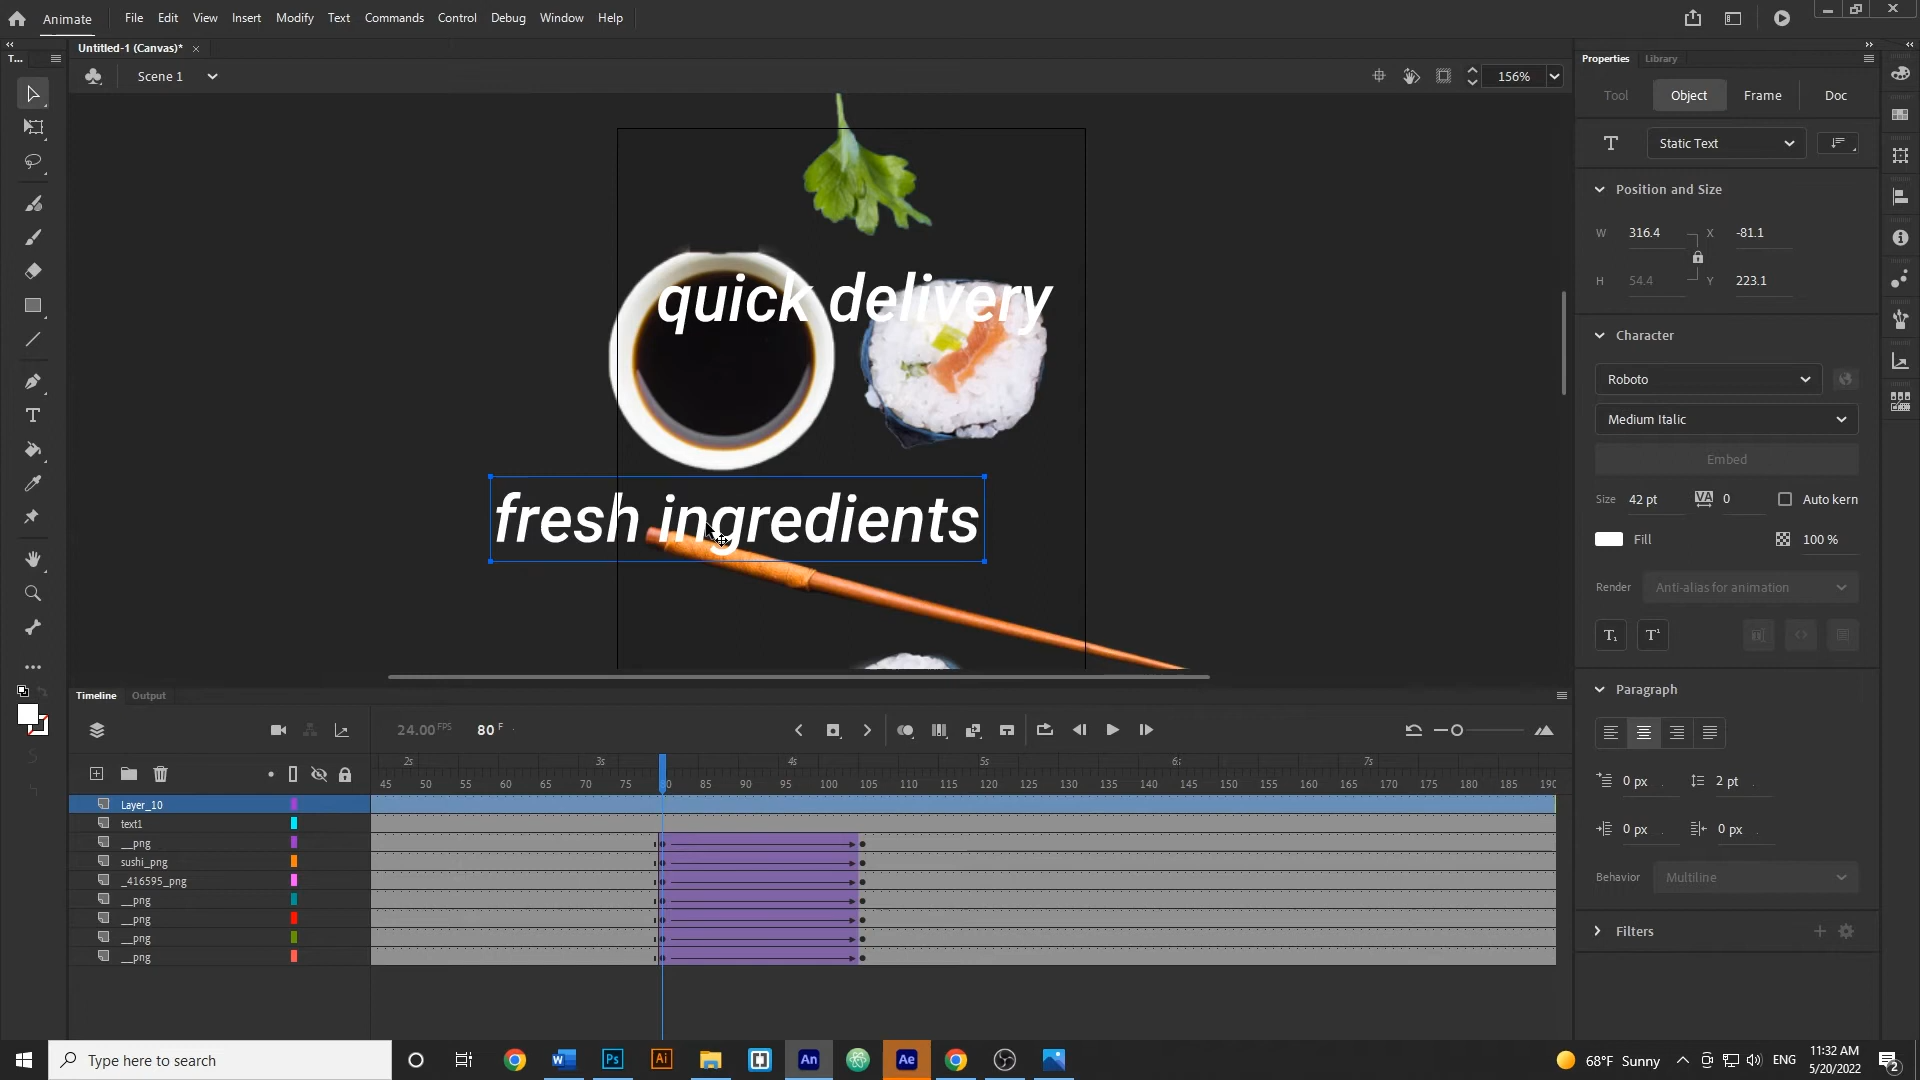 Animate File Edit View Insert Modify Text Commands Control Debug Window Help
Untitled-1 (Canvas)* ×
T...
Properties Library
Scene 1
156%
Tool Object Frame Doc
T Static Text
Position and Size
W 316.4 X -81.1
H 54.4 Y 223.1
quick delivery
Character
Roboto
Medium Italic
Embed
Size 42 pt VA 0 Auto kern
fresh ingredients
Fill 100 %
Render Anti-alias for animation
Paragraph
0 px 2 pt
0 px 0 px
Behavior Multiline
Filters
Timeline Output
24.00 FPS 80 F
2s 3s 4s 5s 7s
45 50 55 60 65 70 75 80 85 90 95 100 105 110 115 120 125 130 135 140 145 150 155 160 165 170 175 180 185 190
Layer_10
text1
__png
sushi_png
_416595_png
__png
__png
__png
__png
Type here to search
Ps Ai An Ae
68°F Sunny
ENG
11:32 AM
5/20/2022
2